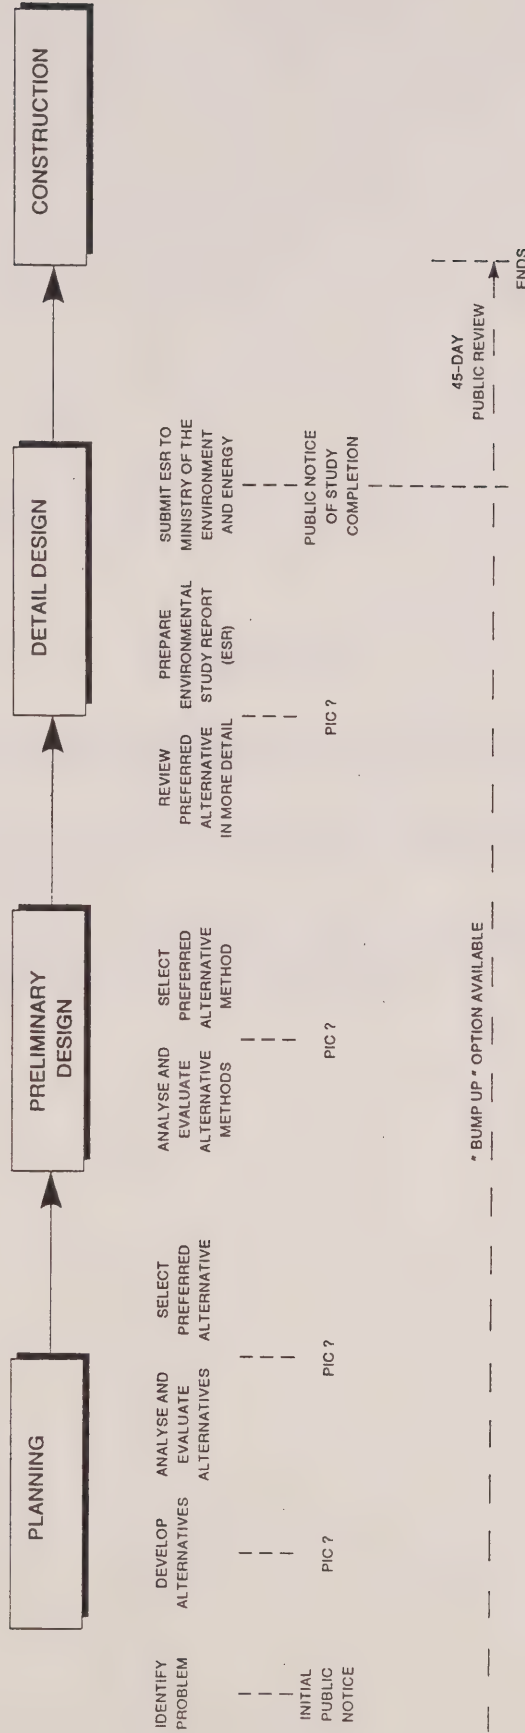 PLANNING
PRELIMINARY
DESIGN
DETAIL DESIGN
CONSTRUCTION
IDENTIFY
PROBLEM
DEVELOP
ALTERNATIVES
ANALYSE AND
EVALUATE
ALTERNATIVES
SELECT
PREFERRED
ALTERNATIVE
ANALYSE AND
EVALUATE
ALTERNATIVE
METHODS
SELECT
PREFERRED
ALTERNATIVE
METHOD
REVIEW
PREFERRED
ALTERNATIVE
IN MORE DETAIL
PREPARE
ENVIRONMENTAL
STUDY REPORT
(ESR)
SUBMIT ESR TO
MINISTRY OF THE
ENVIRONMENT
AND ENERGY
INITIAL
PUBLIC
NOTICE
PIC ?
PIC ?
PIC ?
PIC ?
PUBLIC NOTICE
OF STUDY
COMPLETION
" BUMP UP " OPTION AVAILABLE
45-DAY
PUBLIC REVIEW
ENDS